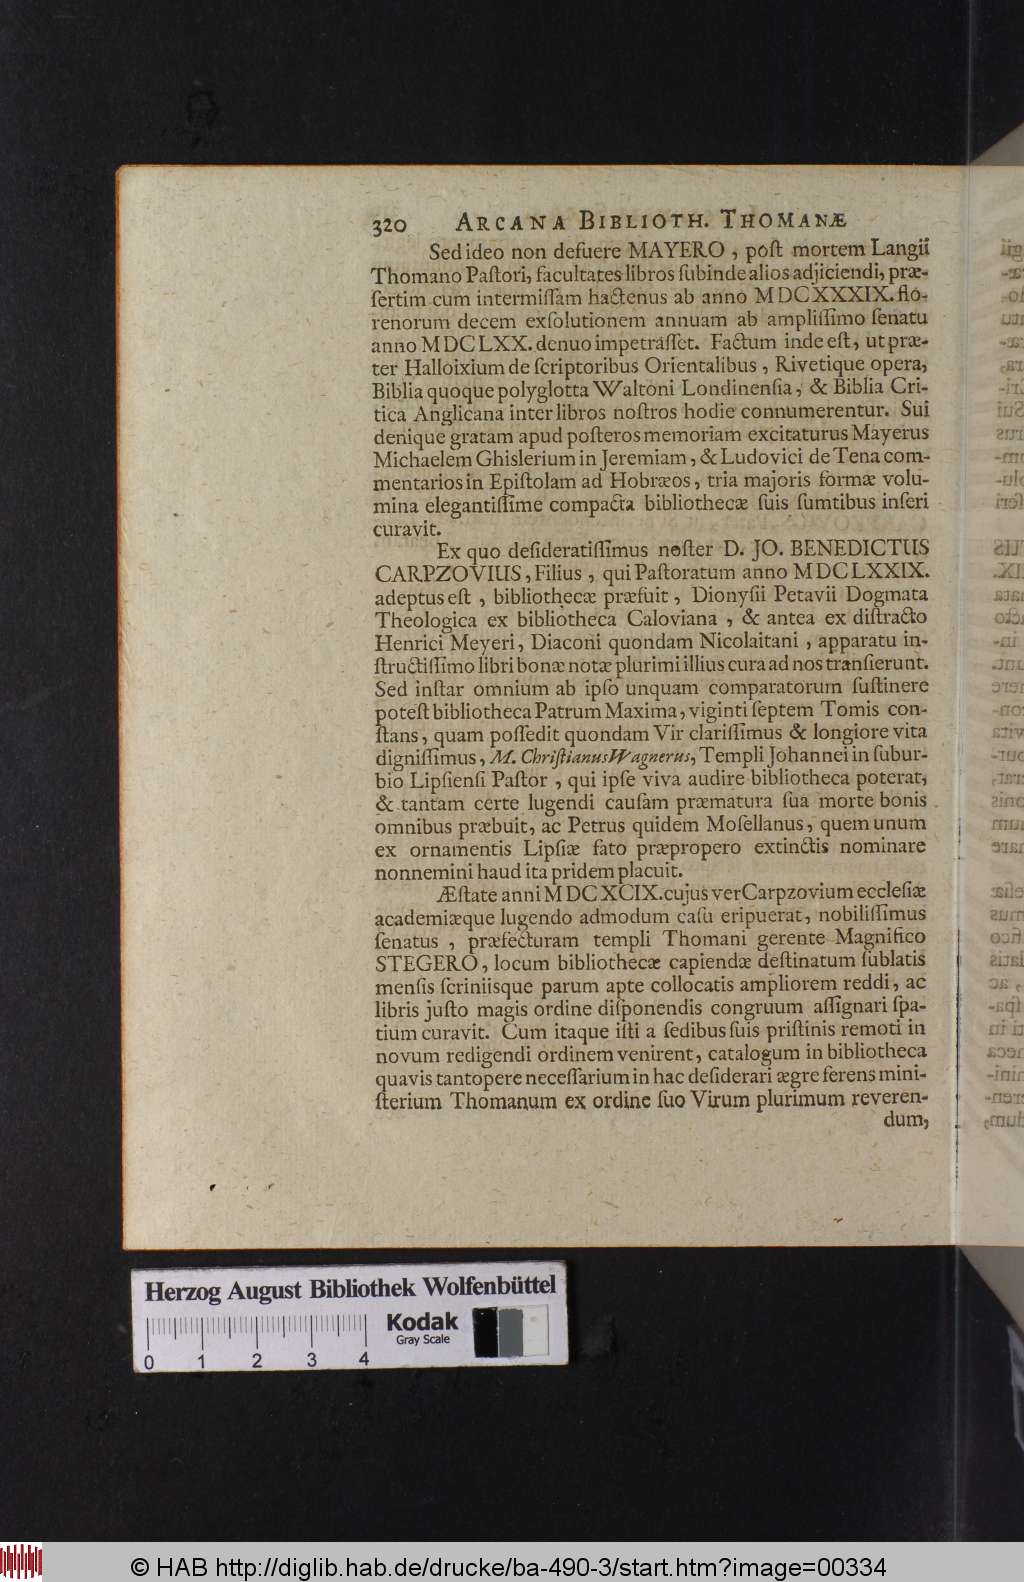 320 ARCANA BIBLIOTH. THOMANÆ
Sed ideo non defuere MAYERO, poſt mortem Langii
Thomano Paſtori, facultates libros ſubinde alios adjiciendi, præ-
ſertim cum intermiſſam hactenus ab anno MDCXXXIX. flo-
renorum decem exſolutionem annuam ab ampliſſimo ſenatu
anno MDCLXX. denuo impetraſſet. Factum inde eſt, ut præ-
ter Halloixium de ſcriptoribus Orientalibus, Rivetique opera,
Biblia quoque polyglotta Waltoni Londinenſia, & Biblia Cri-
tica Anglicana inter libros noſtros hodie connumerentur. Sui
denique gratam apud poſteros memoriam excitaturus Mayerus
Michaelem Ghislerium in Jeremiam, & Ludovici de Tena com-
mentarios in Epiſtolam ad Hobræos, tria majoris formæ volu-
mina elegantiſſime compacta bibliothecæ ſuis ſumtibus inſeri
curavit.
Ex quo deſideratiſſimus noſter D. JO. BENEDICTUS
CARPZOVIUS, Filius, qui Paſtoratum anno MDCLXXIX.
adeptus eſt, bibliothecæ præfuit, Dionyſii Petavii Dogmata
Theologica ex bibliotheca Caloviana, & antea ex diſtracto
Henrici Meyeri, Diaconi quondam Nicolaitani, apparatu in-
ſtructiſſimo libri bonæ notæ plurimi illius cura ad nos tranſierunt.
Sed inſtar omnium ab ipſo unquam comparatorum ſuſtinere
poteſt bibliotheca Patrum Maxima, viginti ſeptem Tomis con-
ſtans, quam poſſedit quondam Vir clariſſimus & longiore vita
digniſſimus, M. Chriſtianus Wagnerus, Templi Johannei in ſubur-
bio Lipſienſi Paſtor, qui ipſe viva audire bibliotheca poterat,
& tantam certe lugendi cauſam præmatura ſua morte bonis
omnibus præbuit, ac Petrus quidem Moſellanus, quem unum
ex ornamentis Lipſiæ fato præpropero extinctis nominare
nonnemini haud ita pridem placuit.
Æſtate anni MDCXCIX. cujus ver Carpzovium eccleſiæ
academiæque lugendo admodum caſu eripuerat, nobiliſſimus
ſenatus, præfecturam templi Thomani gerente Magnifico
STEGERO, locum bibliothecæ capiendæ deſtinatum ſublatis
menſis ſcriniisque parum apte collocatis ampliorem reddi, ac
libris juſto magis ordine diſponendis congruum aſſignari ſpa-
tium curavit. Cum itaque iſti a ſedibus ſuis priſtinis remoti in
novum redigendi ordinem venirent, catalogum in bibliotheca
quavis tantopere neceſſarium in hac deſiderari ægre ferens mini-
ſterium Thomanum ex ordine ſuo Virum plurimum reveren-
dum,
Herzog August Bibliothek Wolfenbüttel
Kodak
Gray Scale
0 1 2 3 4
© HAB http://diglib.hab.de/drucke/ba-490-3/start.htm?image=00334